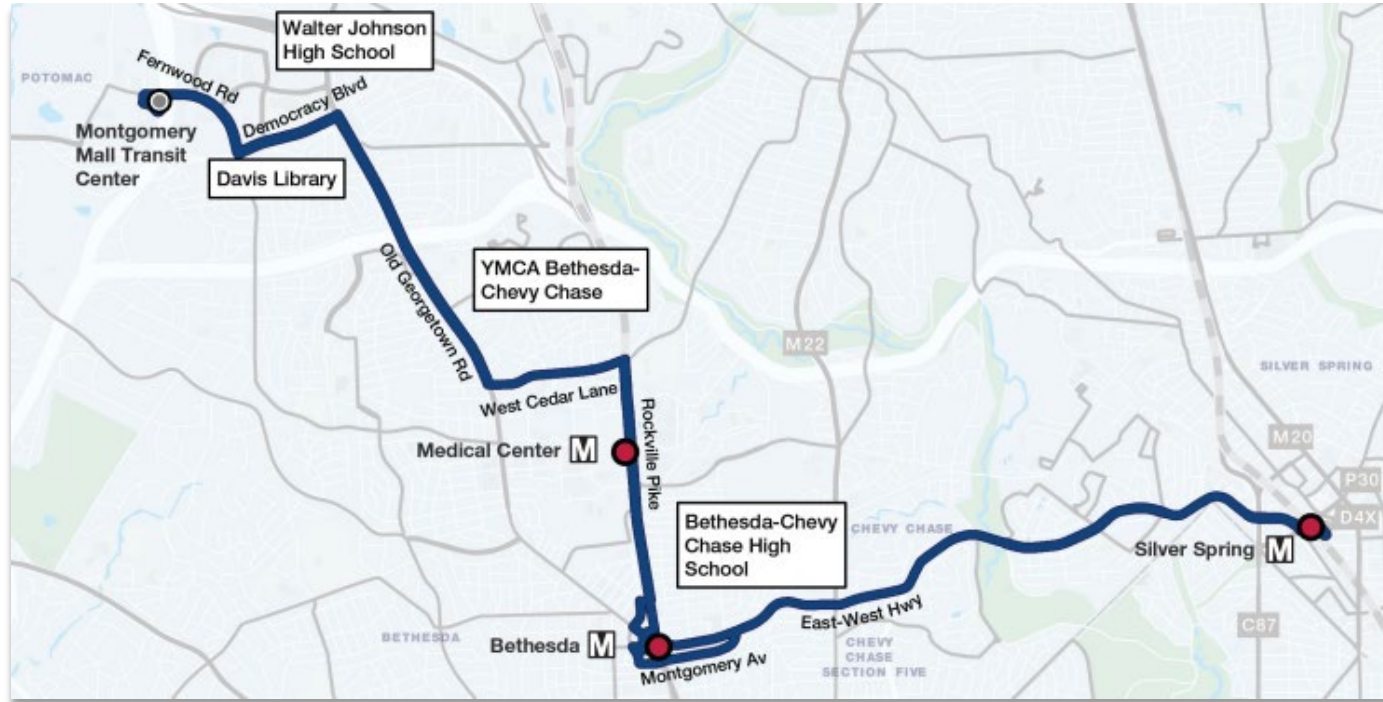 Walter Johnson
High School
POTOMAC
Fernwood Rd
Democracy Blvd
Montgomery
Mall Transit
Center
Davis Library
Old Georgetown Rd
YMCA Bethesda-
Chevy Chase
M22
SILVER SPRING
West Cedar Lane
Rockville Pike
Medical Center M
M20
P30
D4X
Bethesda-Chevy
Chase High
School
CHEVY CHASE
Silver Spring M
East-West Hwy
BETHESDA
Bethesda M
Montgomery Av
CHEVY
CHASE
SECTION FIVE
C87